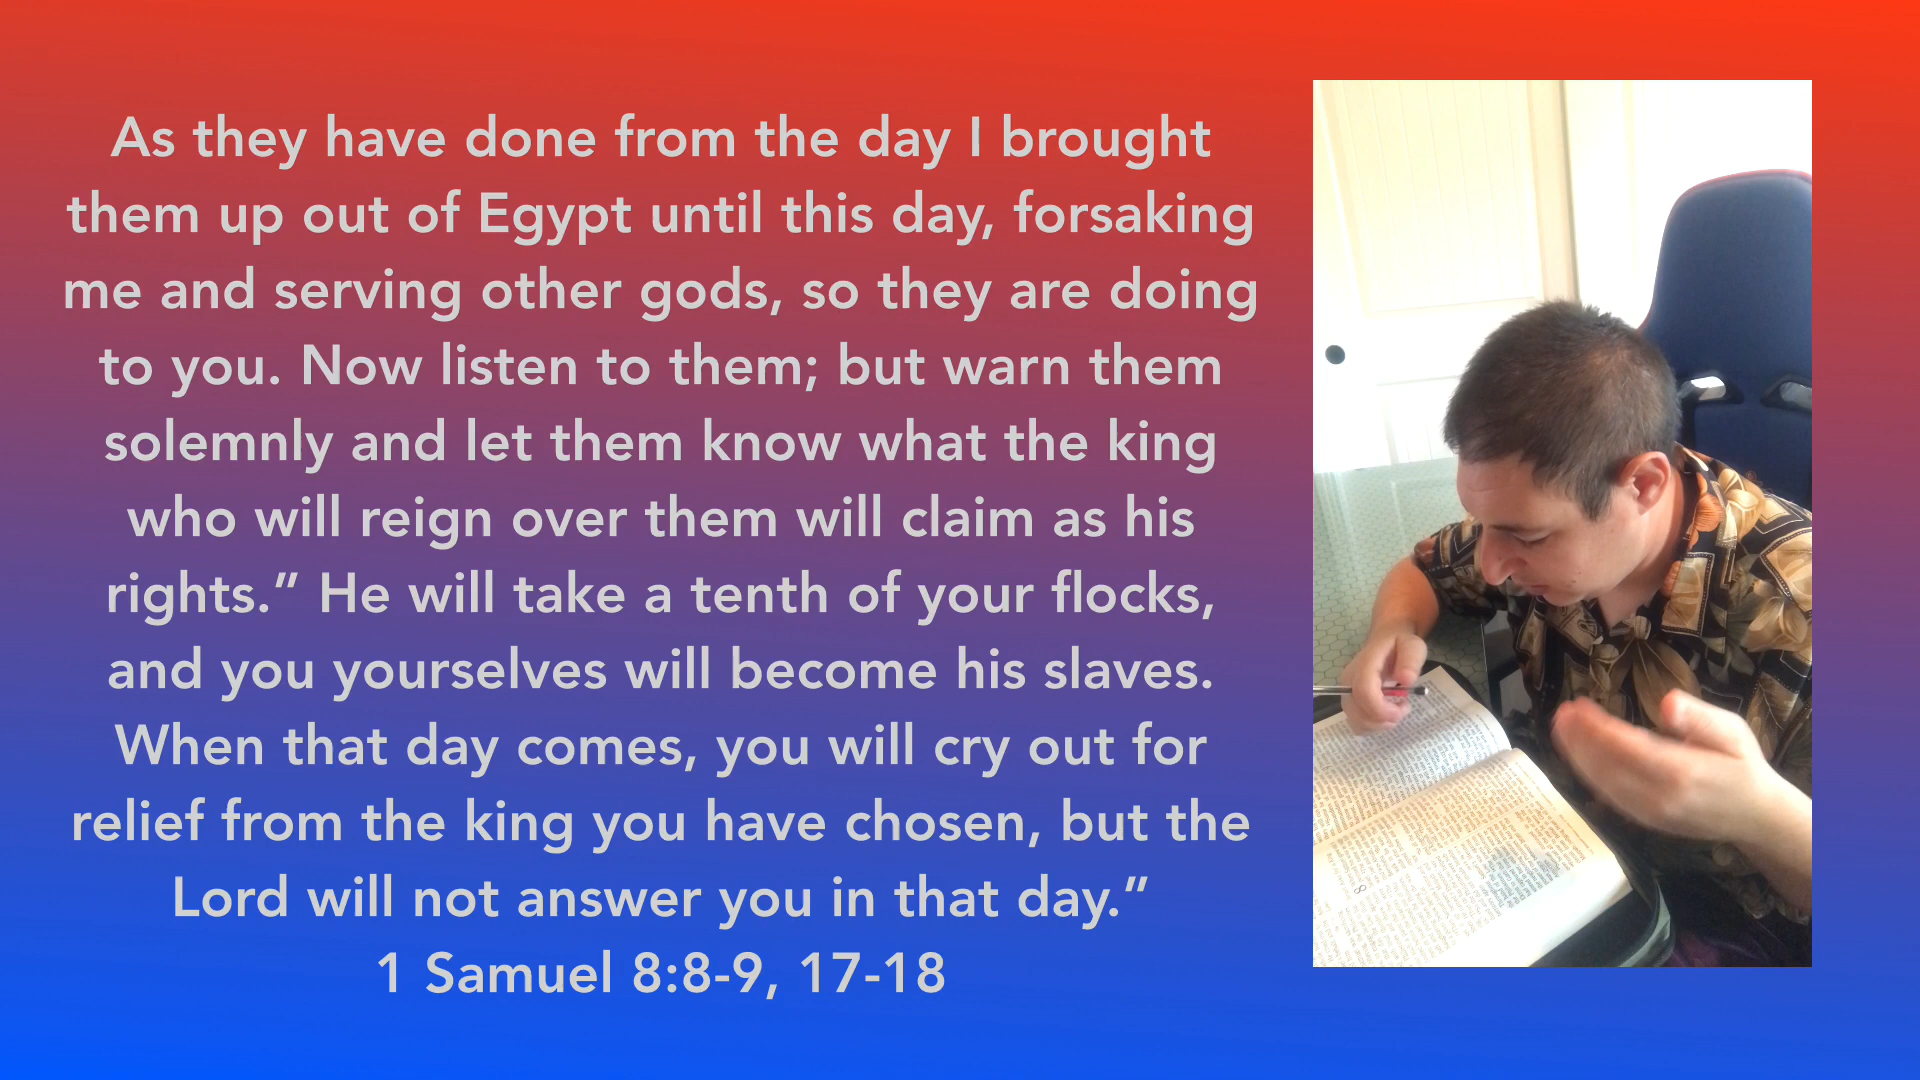 As they have done from the day I brought
them up out of Egypt until this day, forsaking
me and serving other gods, so they are doing
to you. Now listen to them; but warn them
solemnly and let them know what the king
who will reign over them will claim as his
rights.” He will take a tenth of your flocks,
and you yourselves will become his slaves.
When that day comes, you will cry out for
relief from the king you have chosen, but the
Lord will not answer you in that day.”
1 Samuel 8:8-9, 17-18